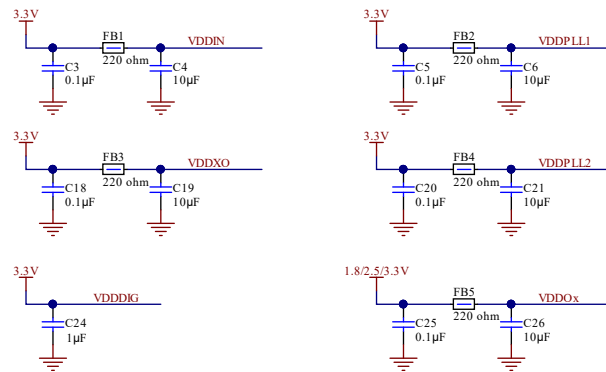 3.3V
FB1
VDDIN
C3
0.1µF
220 ohm
C4
10µF
3.3V
FB2
VDDPLL1
C5
0.1µF
220 ohm
C6
10µF
3.3V
FB3
VDDXO
C18
0.1µF
220 ohm
C19
10µF
3.3V
FB4
VDDPLL2
C20
0.1µF
220 ohm
C21
10µF
3.3V
VDDDIG
C24
1µF
1.8/2.5/3.3V
FB5
VDDOx
C25
0.1µF
220 ohm
C26
10µF